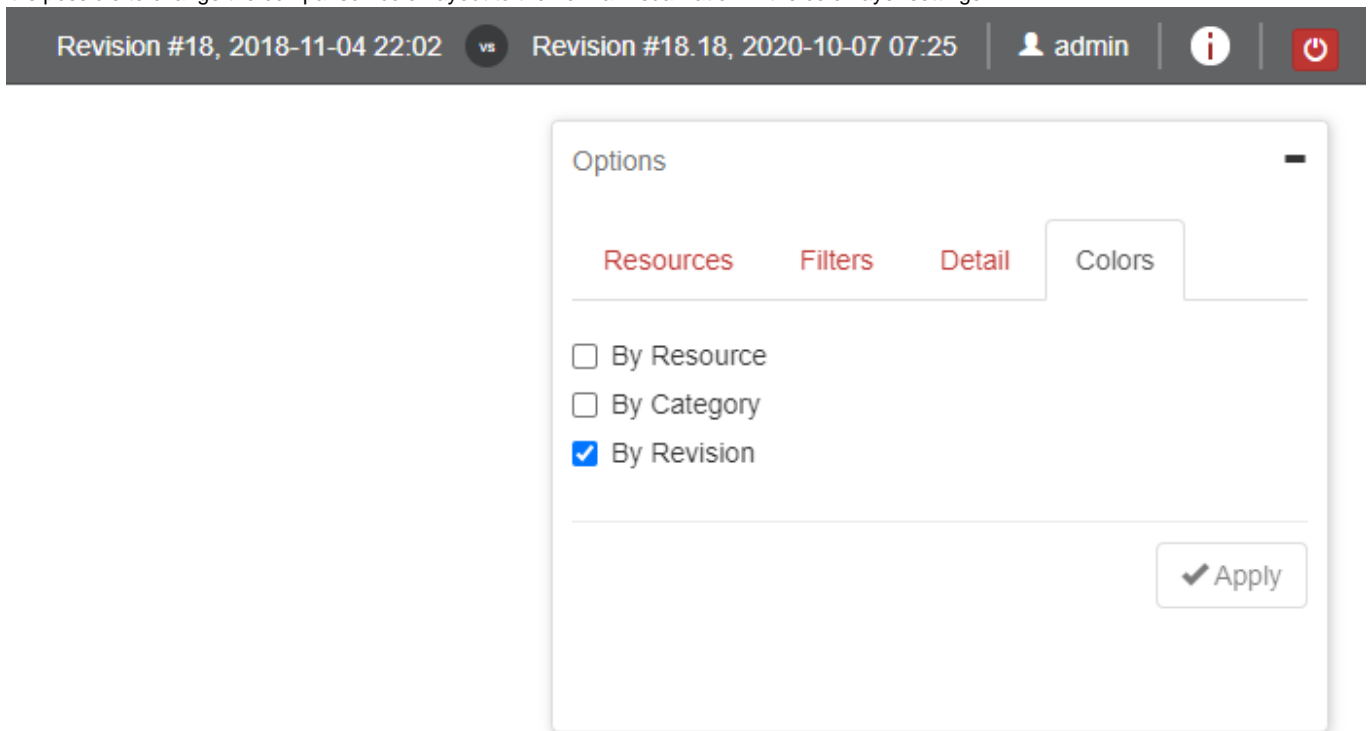 Revision #18, 2018-11-04 22:02 vs Revision #18.18, 2020-10-07 07:25 admin i
Options
Resources Filters Detail Colors
By Resource
By Category
By Revision
Apply